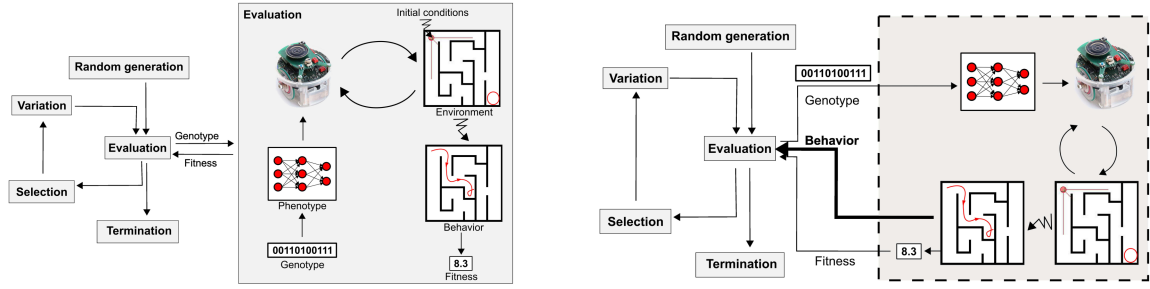 Random generation
Variation
Evaluation
Selection
Termination
Genotype
Fitness
Evaluation
Initial conditions
Environment
Phenotype
00110100111
Genotype
Behavior
8.3
Fitness
Random generation
Variation
Evaluation
Selection
Termination
00110100111
Genotype
Behavior
Fitness
8.3